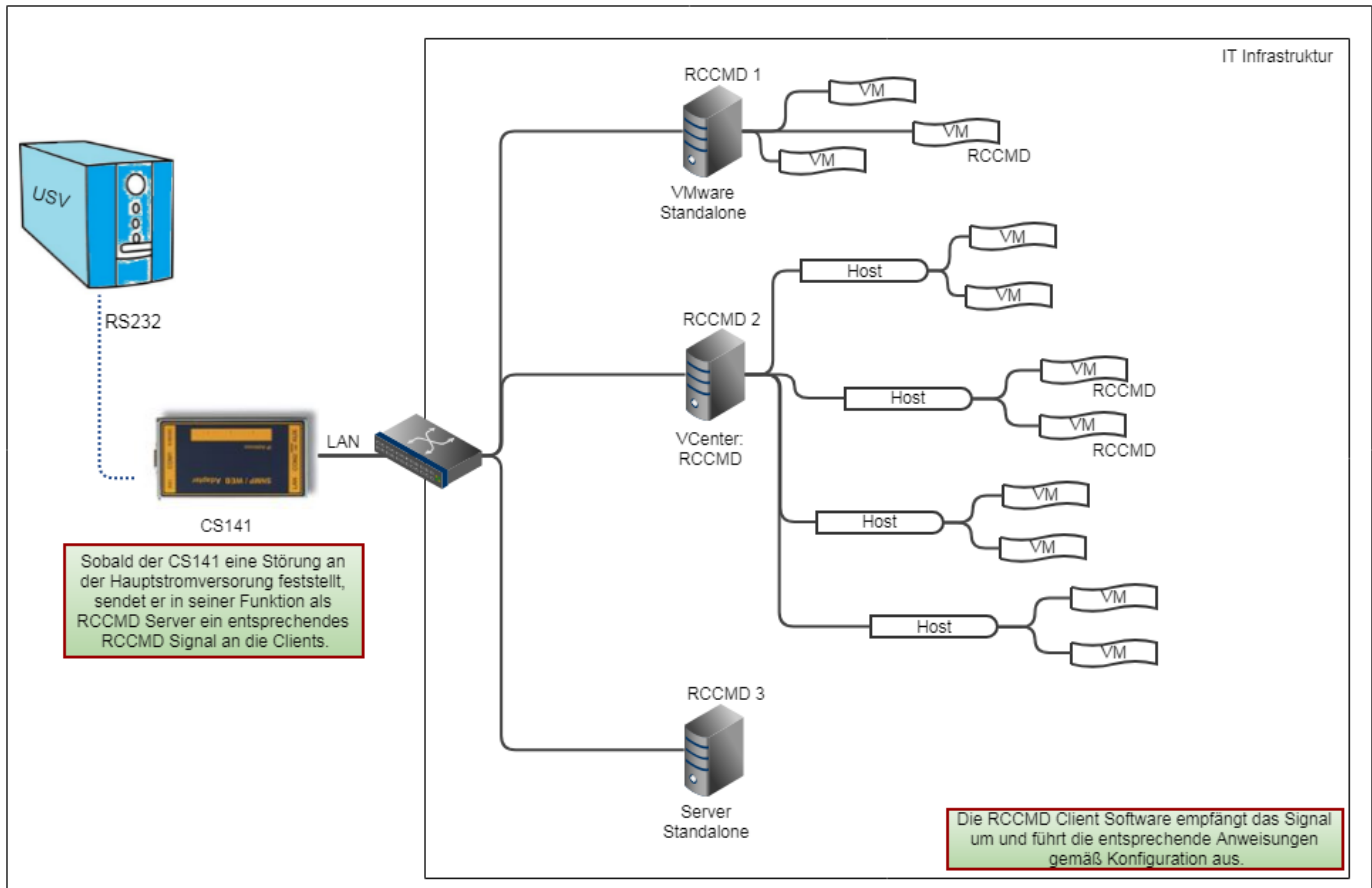 IT Infrastruktur
RCCMD 1
VM
VM
RCCMD
VM
VMware
Standalone
USV
RS232
RCCMD 2
Host
VM
VM
Host
VM
RCCMD
VM
RCCMD
VCenter:
RCCMD
LAN
SNMP / WEB Adapter
CS141
Host
VM
VM
Host
VM
VM
Sobald der CS141 eine Störung an
der Hauptstromversorung feststellt,
sendet er in seiner Funktion als
RCCMD Server ein entsprechendes
RCCMD Signal an die Clients.
RCCMD 3
Server
Standalone
Die RCCMD Client Software empfängt das Signal
um und führt die entsprechende Anweisungen
gemäß Konfiguration aus.